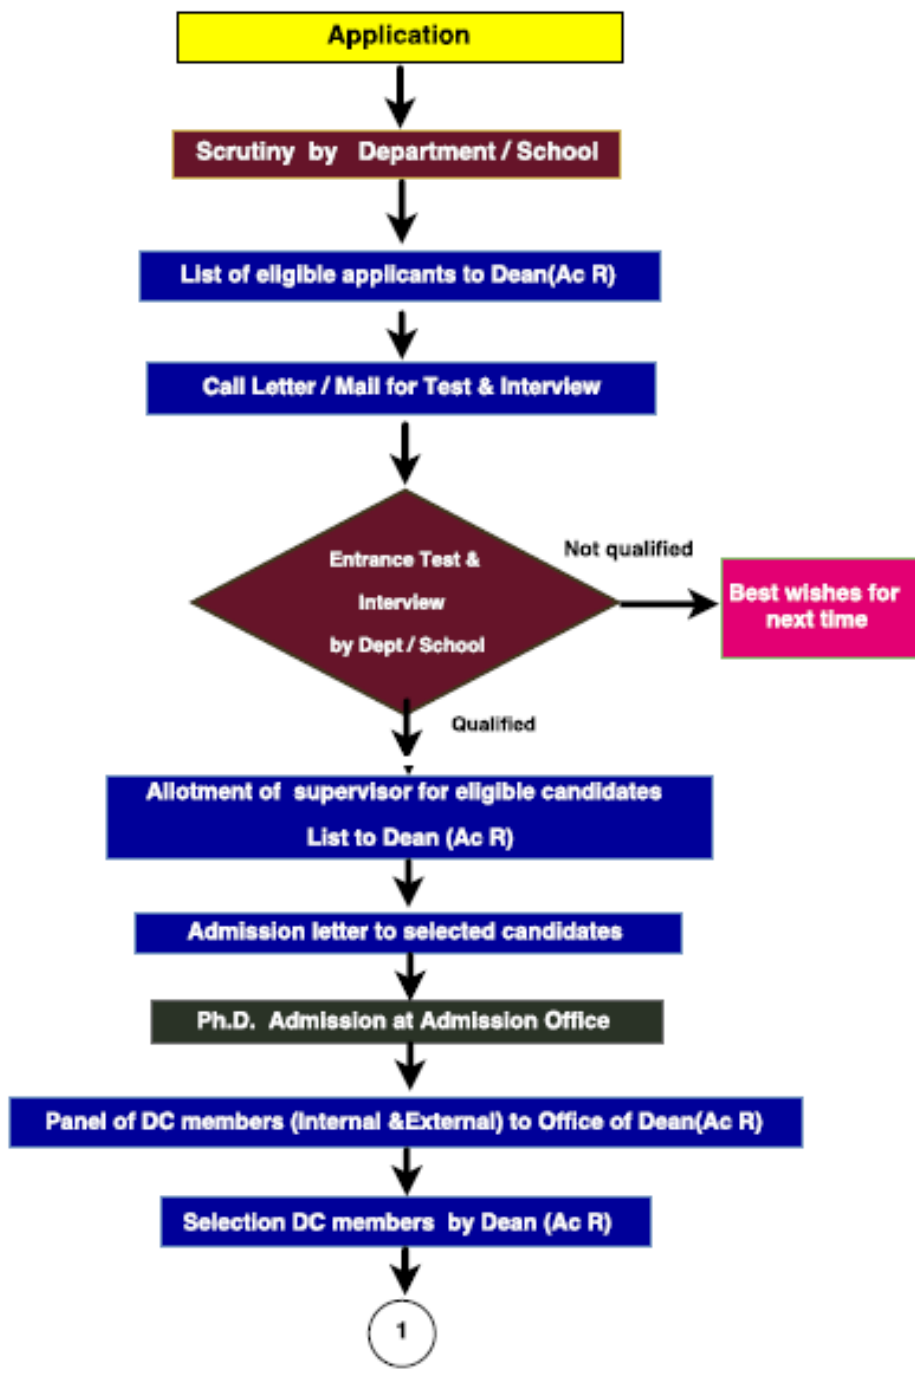 Application
Scrutiny by Department / School
List of eligible applicants to Dean(Ac R)
Call Letter / Mail for Test & Interview
Entrance Test &
Interview
by Dept / School
Not qualified
Best wishes for
next time
Qualified
Allotment of supervisor for eligible candidates
List to Dean (Ac R)
Admission letter to selected candidates
Ph.D. Admission at Admission Office
Panel of DC members (Internal &External) to Office of Dean(Ac R)
Selection DC members by Dean (Ac R)
1